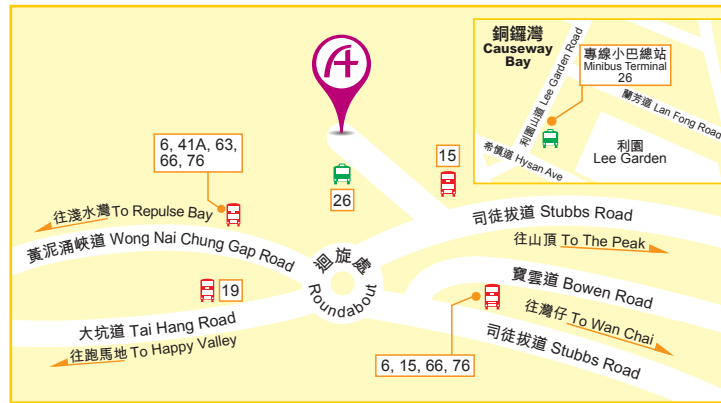 銅鑼灣
Causeway
Bay
利園山道 Lee Garden Road
專線小巴總站
Minibus Terminal
26
蘭芳道 Lan Fong Road
利園
Lee Garden
希慎道 Hysan Ave
6, 41A, 63,
66, 76
15
26
往淺水灣 To Repulse Bay
黃泥涌峽道 Wong Nai Chung Gap Road
司徒拔道 Stubbs Road
往山頂 To The Peak
迴旋處
Roundabout
19
寶雲道 Bowen Road
大坑道 Tai Hang Road
往灣仔 To Wan Chai
往跑馬地 To Happy Valley
司徒拔道 Stubbs Road
6, 15, 66, 76